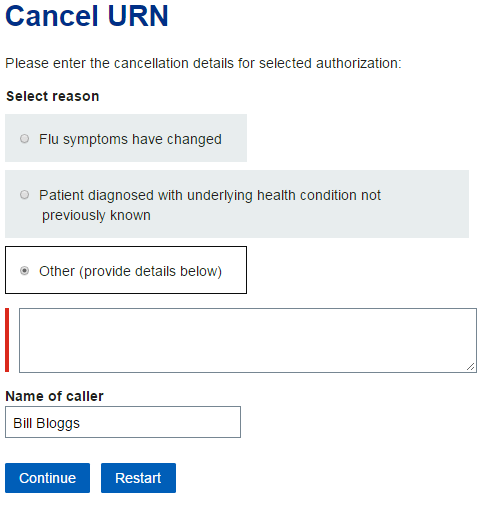 Cancel URN
Please enter the cancellation details for selected authorization:
Select reason
Flu symptoms have changed
Patient diagnosed with underlying health condition not
previously known
Other (provide details below)
Name of caller
Bill Bloggs
Continue Restart